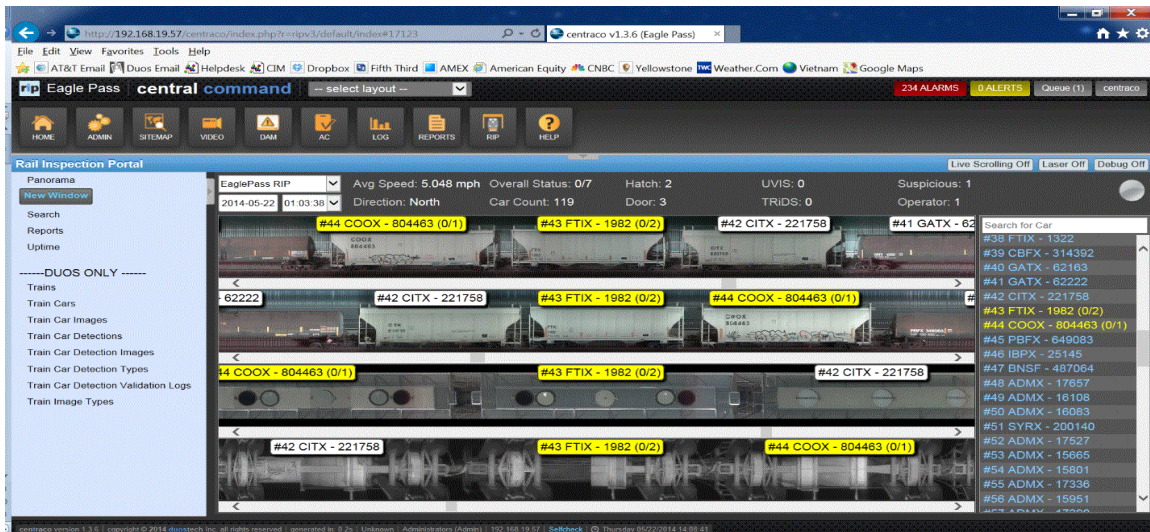 http://192.168.19.57/centraco/index.php?r=ripv3/default/index#17123
centraco v1.3.6 (Eagle Pass)
File Edit View Favorites Tools Help
AT&T Email Duos Email Helpdesk CIM Dropbox Fifth Third AMEX American Equity CNBC Yellowstone Weather.Com Vietnam Google Maps
rip Eagle Pass central command -- select layout -- 234 ALARMS 0 ALERTS Queue (1) centraco
HOME ADMIN SITEMAP VIDEO DAM AC LOG REPORTS RIP HELP
Rail Inspection Portal Live Scrolling Off Laser Off Debug Off
Panorama
New Window
Search
Reports
Uptime
------DUOS ONLY ------
Trains
Train Cars
Train Car Images
Train Car Detections
Train Car Detection Images
Train Car Detection Types
Train Car Detection Validation Logs
Train Image Types
EaglePass RIP Avg Speed: 5.048 mph Overall Status: 0/7 Hatch: 2 UVIS: 0 Suspicious: 1
2014-05-22 01:03:38 Direction: North Car Count: 119 Door: 3 TRiDS: 0 Operator: 1
#44 COOX - 804463 (0/1) #43 FTIX - 1982 (0/2) #42 CITX - 221758 #41 GATX - 62
62222 #42 CITX - 221758 #43 FTIX - 1982 (0/2) #44 COOX - 804463 (0/1) #
44 COOX - 804463 (0/1) #43 FTIX - 1982 (0/2) #42 CITX - 221758
#42 CITX - 221758 #43 FTIX - 1982 (0/2) #44 COOX - 804463 (0/1)
Search for Car
#38 FTIX - 1322
#39 CBFX - 314392
#40 GATX - 62163
#41 GATX - 62222
#42 CITX - 221758
#43 FTIX - 1982 (0/2)
#44 COOX - 804463 (0/1)
#45 PBFX - 649083
#46 IBPX - 25145
#47 BNSF - 487064
#48 ADMX - 17657
#49 ADMX - 16108
#50 ADMX - 16083
#51 SYRX - 200140
#52 ADMX - 17527
#53 ADMX - 15665
#54 ADMX - 15801
#55 ADMX - 17336
#56 ADMX - 15951
centraco version 1.3.6 | copyright © 2014 duostech inc. all rights reserved | generated in: 0.2s | Unknown | Administrators (Admin) | 192.168.19.57 | Selfcheck | Thursday 05/22/2014 14:08:41